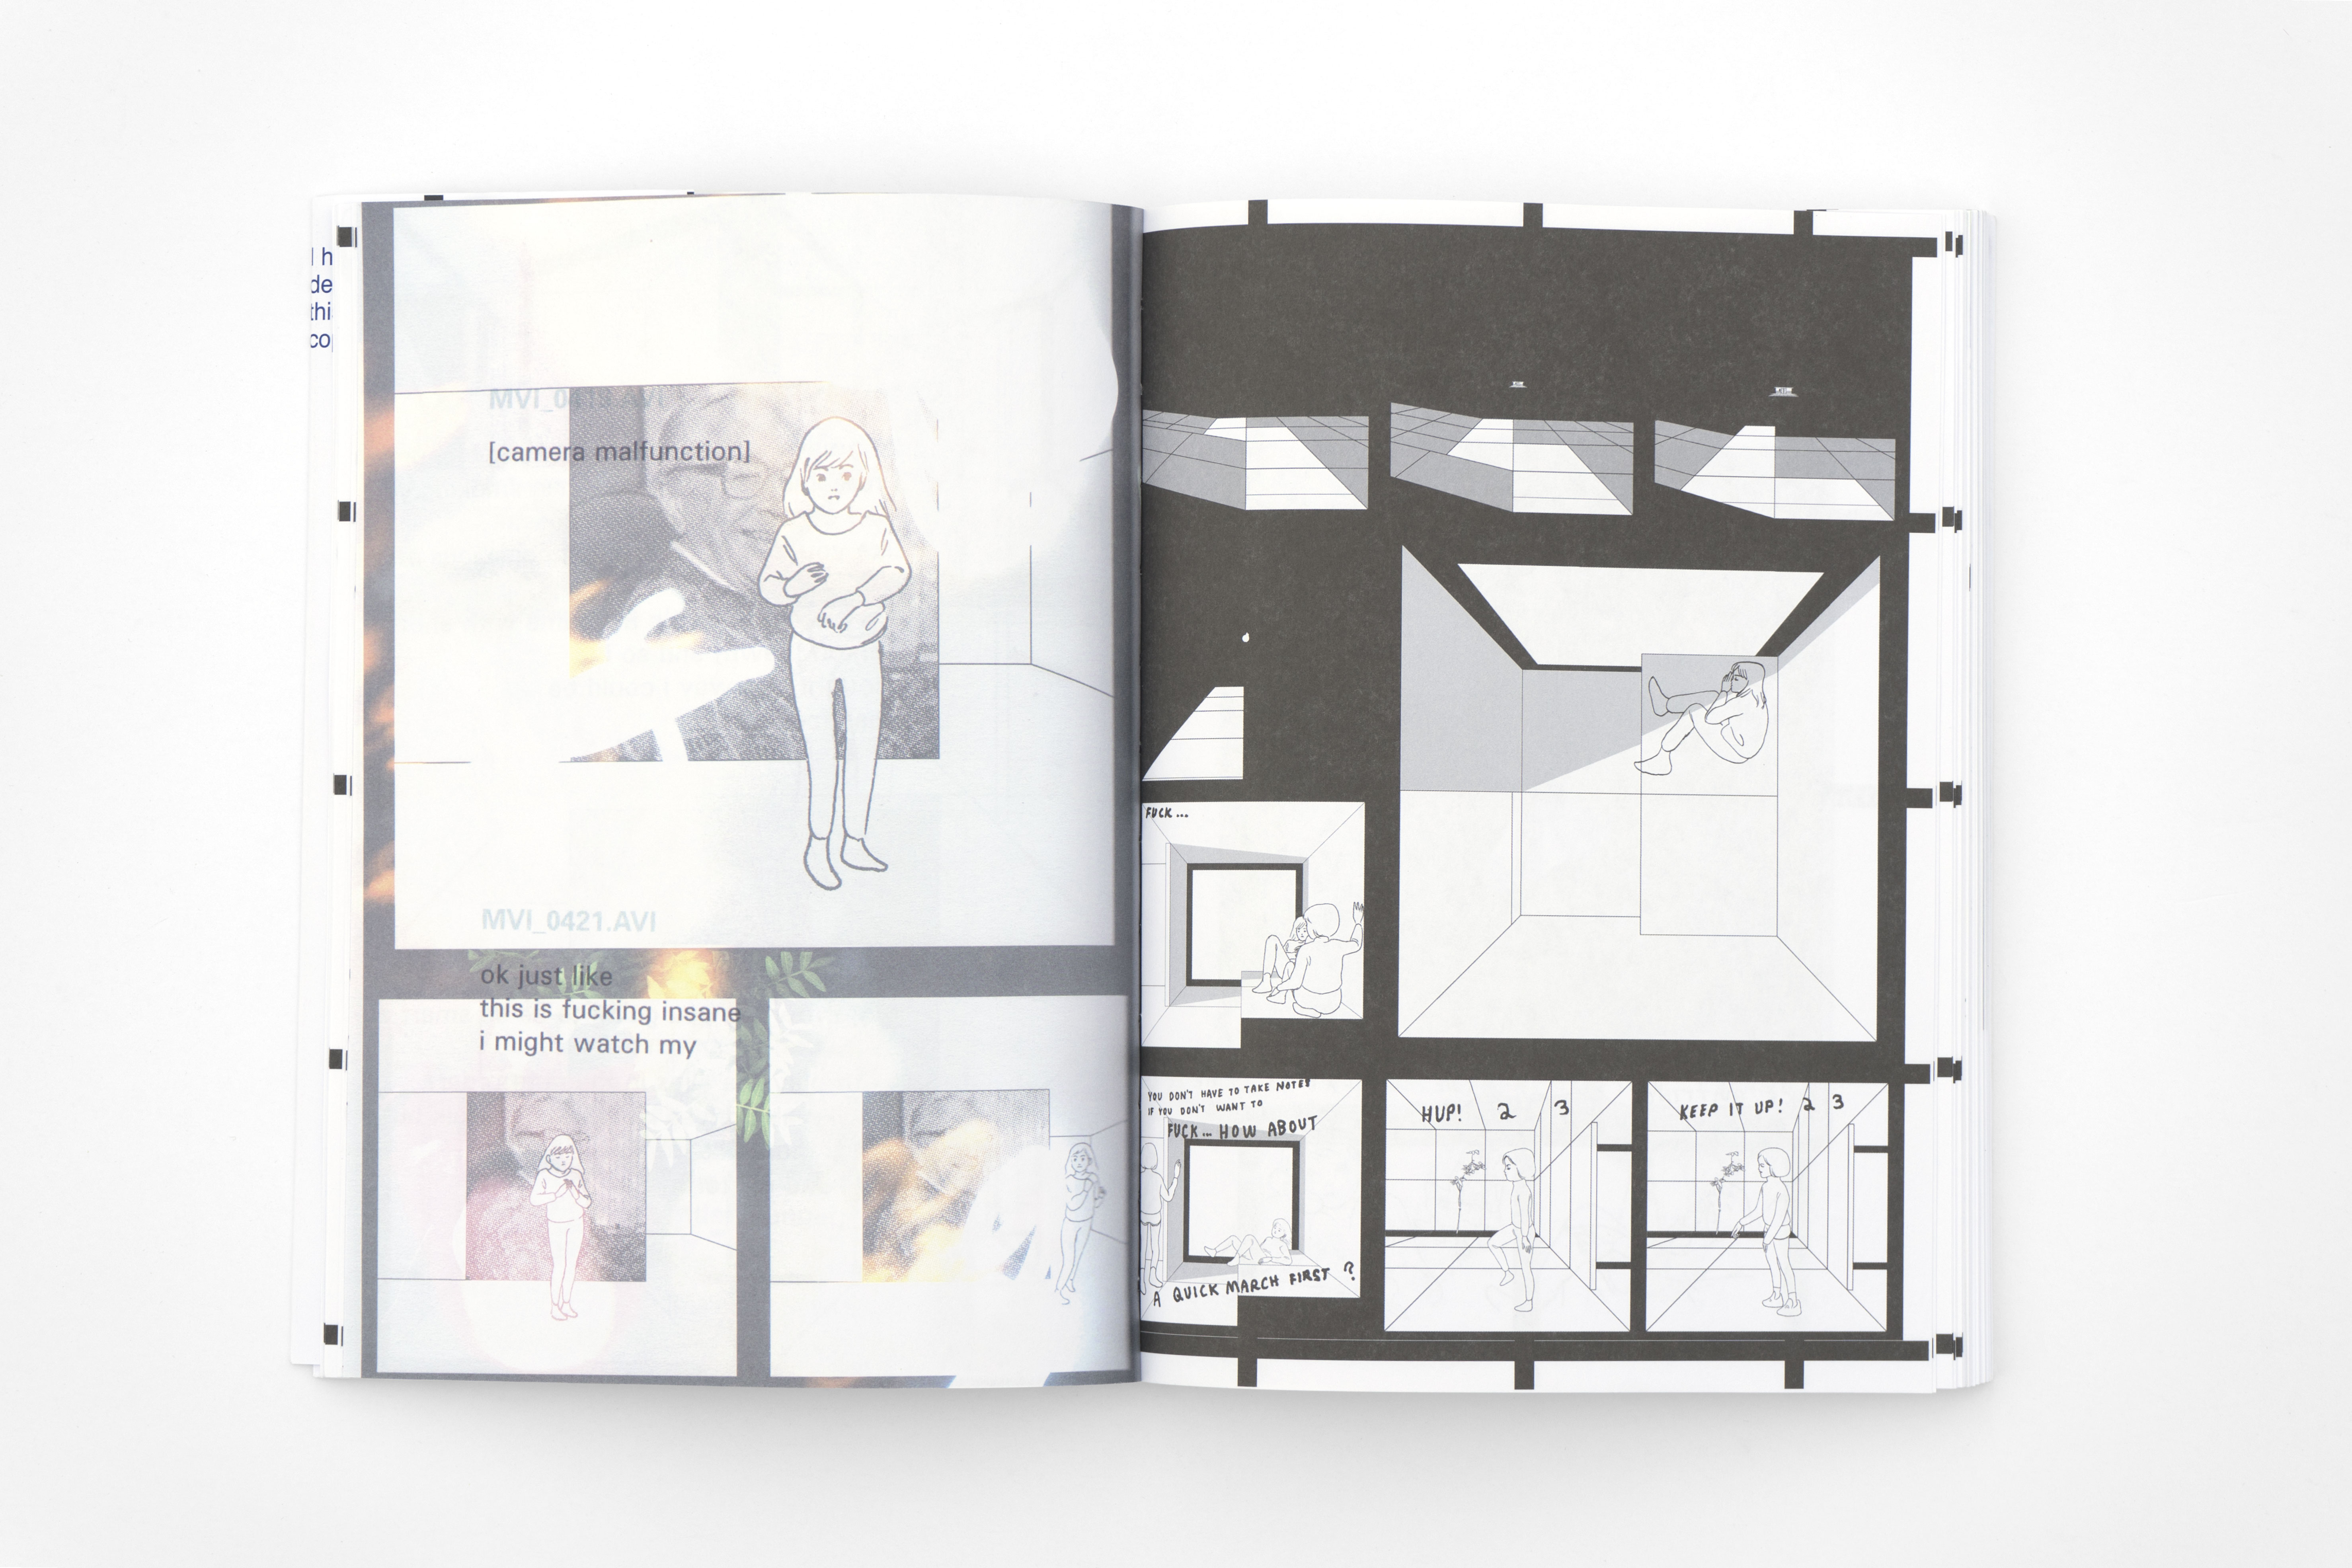 I h
de
thi
co
MVI_0419.AVI
[camera malfunction]
MVI_0421.AVI
ok just like
this is fucking insane
i might watch my
FUCK...
YOU DON'T HAVE TO TAKE NOTES
IF YOU DON'T WANT TO
FUCK... HOW ABOUT
A QUICK MARCH FIRST ?
HUP! 2 3
KEEP IT UP! 2 3